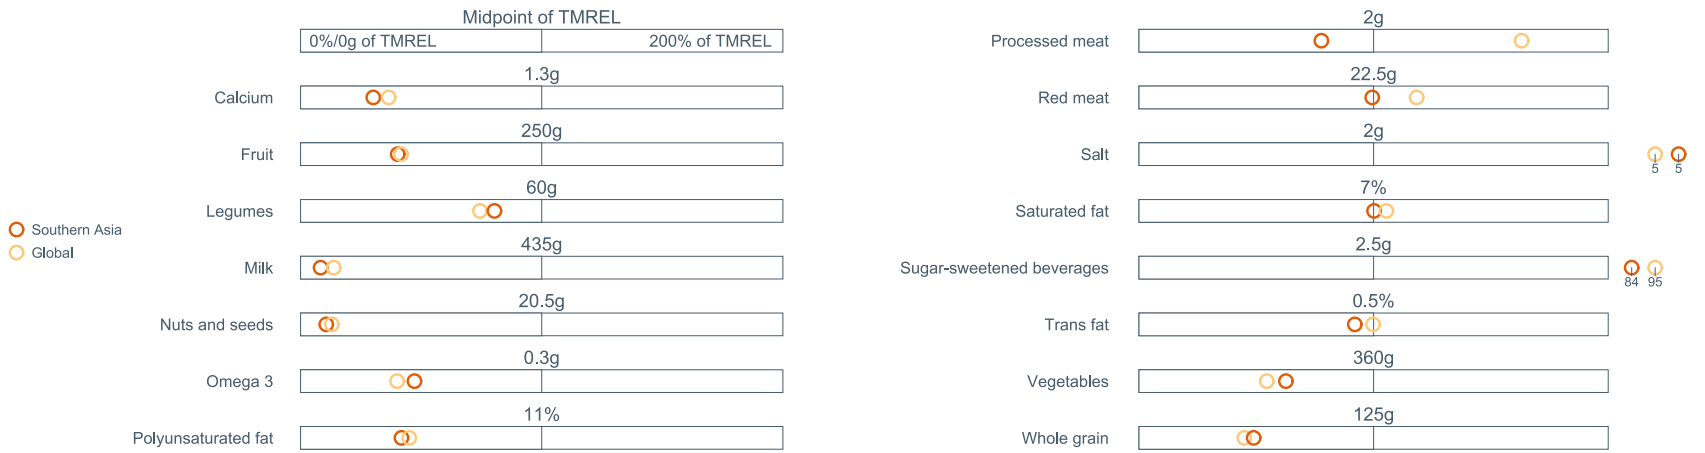 Midpoint of TMREL
0%/0g of TMREL 200% of TMREL
1.3g
Calcium
250g
Fruit
60g
Legumes
435g
Milk
20.5g
Nuts and seeds
0.3g
Omega 3
11%
Polyunsaturated fat
Southern Asia
Global
2g
Processed meat
22.5g
Red meat
2g
Salt
5 5
7%
Saturated fat
2.5g
Sugar-sweetened beverages
84 95
0.5%
Trans fat
360g
Vegetables
125g
Whole grain